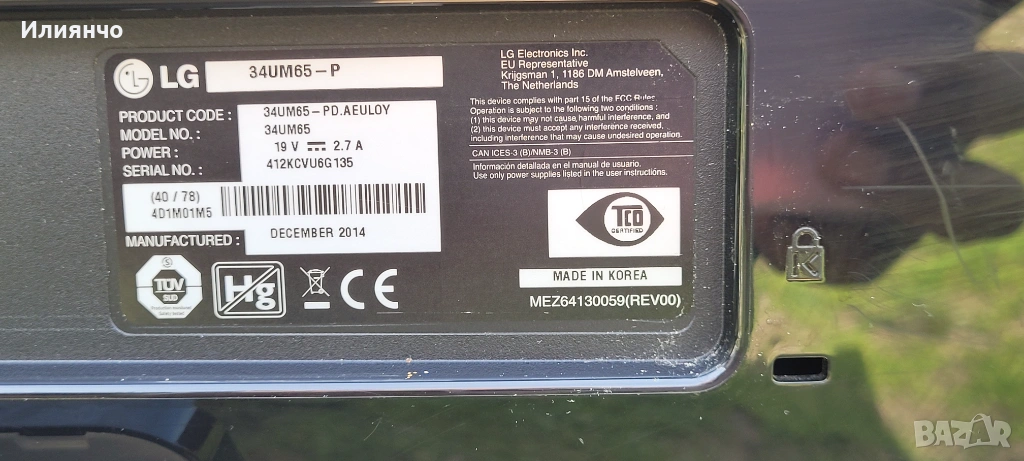 Илиянчо
LG 34UM65-P
PRODUCT CODE : 34UM65-PD.AEULOY
MODEL NO. : 34UM65
POWER : 19 V 2.7 A
SERIAL NO. : 412KCVU6G135
(40 / 78)
4D1M01M5
MANUFACTURED : DECEMBER 2014
TÜV
SUD
Hg
CE
LG Electronics Inc.
EU Representative
Krijgsman 1, 1186 DM Amstelveen,
The Netherlands
This device complies with part 15 of the FCC Rules.
Operation is subject to the following two conditions :
(1) this device may not cause harmful interference, and
(2) this device must accept any interference received,
including interference that may cause undesired operation.
CAN ICES-3 (B)/NMB-3 (B)
Información detallada en el manual de usuario.
Use only power supplies listed in the user instructions.
TCO
CERTIFIED
MADE IN KOREA
MEZ64130059(REV00)
K
BAZAR